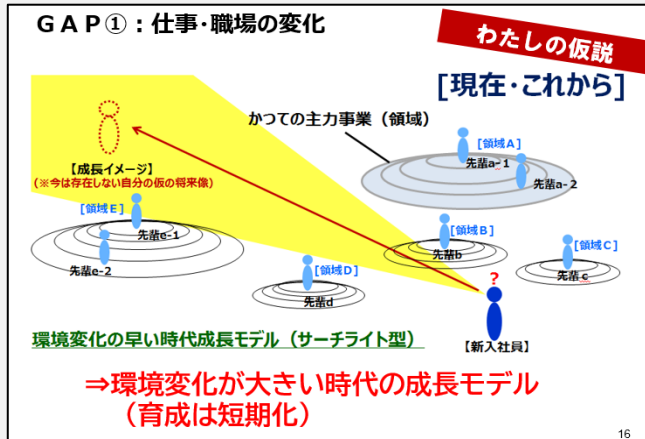 GAP①:仕事･職場の変化
わたしの仮説
[現在･これから]
かつての主力事業（領域）
[領域A]
先輩a-1
先輩a-2
【成長イメージ】
（※今は存在しない自分の仮の将来像）
[領域E]
先輩e-1
先輩e-2
[領域B]
先輩b
[領域C]
先輩c
[領域D]
先輩d
?
【新入社員】
環境変化の早い時代成長モデル（サーチライト型）
⇒環境変化が大きい時代の成長モデル
（育成は短期化）
16